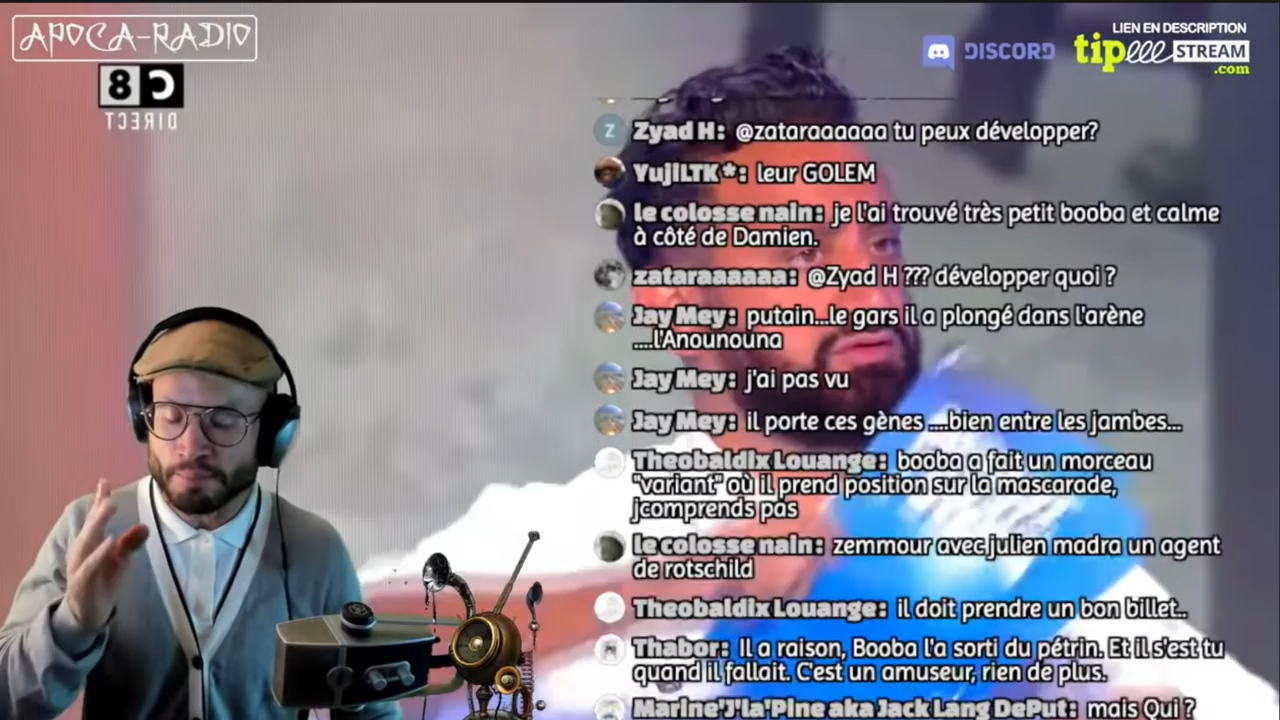 APOCA-RADIO
LIEN EN DESCRIPTION
DISCORD
tipeee STREAM
.com
C8
DIRECT
Z
Zyad H: @zataraaaaaa tu peux développer?
YujiLTK*: leur GOLEM
le colosse nain: je l'ai trouvé très petit booba et calme
à côté de Damien.
zataraaaaaa: @Zyad H ??? développer quoi ?
Jay Mey: putain...le gars il a plongé dans l'arène
....l'Anounouna
Jay Mey: j'ai pas vu
Jay Mey: il porte ces gènes ....bien entre les jambes...
Theobaldix Louange: booba a fait un morceau
"variant" où il prend position sur la mascarade,
jcomprends pas
le colosse nain: zemmour avec julien madra un agent
de rotschild
Theobaldix Louange: il doit prendre un bon billet..
Thabor: Il a raison, Booba l'a sorti du pétrin. Et il s'est tu
quand il fallait. C'est un amuseur, rien de plus.
Marine'J'la'Pine aka Jack Lang DePut: mais Qui ?